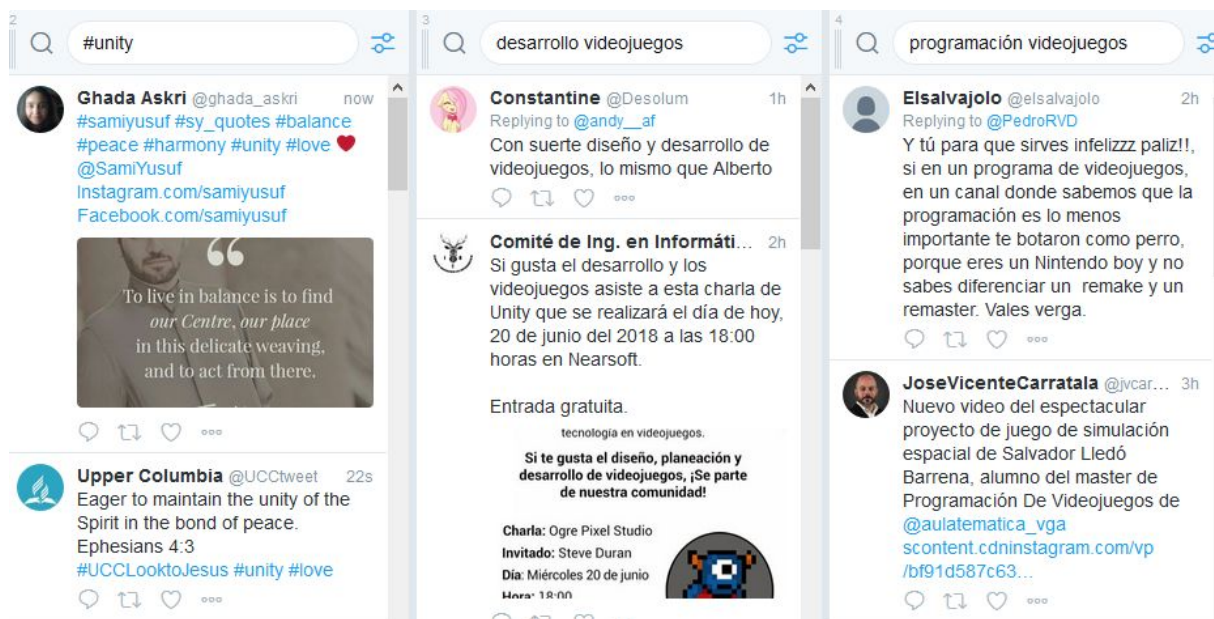 2
#unity
Ghada Askri @ghada_askri now
#samiyusuf #sy_quotes #balance
#peace #harmony #unity #love ❤
@SamiYusuf
Instagram.com/samiyusuf
Facebook.com/samiyusuf
“
To live in balance is to find
our Centre, our place
in this delicate weaving,
and to act from there.
Upper Columbia @UCCtweet 22s
Eager to maintain the unity of the
Spirit in the bond of peace.
Ephesians 4:3
#UCCLooktoJesus #unity #love
3
desarrollo videojuegos
Constantine @Desolum 1h
Replying to @andy__af
Con suerte diseño y desarrollo de
videojuegos, lo mismo que Alberto
Comité de Ing. en Informáti... 2h
Si gusta el desarrollo y los
videojuegos asiste a esta charla de
Unity que se realizará el día de hoy,
20 de junio del 2018 a las 18:00
horas en Nearsoft.
Entrada gratuita.
tecnología en videojuegos.
Si te gusta el diseño, planeación y
desarrollo de videojuegos, ¡Se parte
de nuestra comunidad!
Charla: Ogre Pixel Studio
Invitado: Steve Duran
Día: Miércoles 20 de junio
Hora: 18:00
4
programación videojuegos
Elsalvajolo @elsalvajolo 2h
Replying to @PedroRVD
Y tú para que sirves infelizzz paliz!!,
si en un programa de videojuegos,
en un canal donde sabemos que la
programación es lo menos
importante te botaron como perro,
porque eres un Nintendo boy y no
sabes diferenciar un remake y un
remaster. Vales verga.
JoseVicenteCarratala @jvcar... 3h
Nuevo video del espectacular
proyecto de juego de simulación
espacial de Salvador Lledó
Barrena, alumno del master de
Programación De Videojuegos de
@aulatematica_vga
scontent.cdninstagram.com/vp
/bf91d587c63...